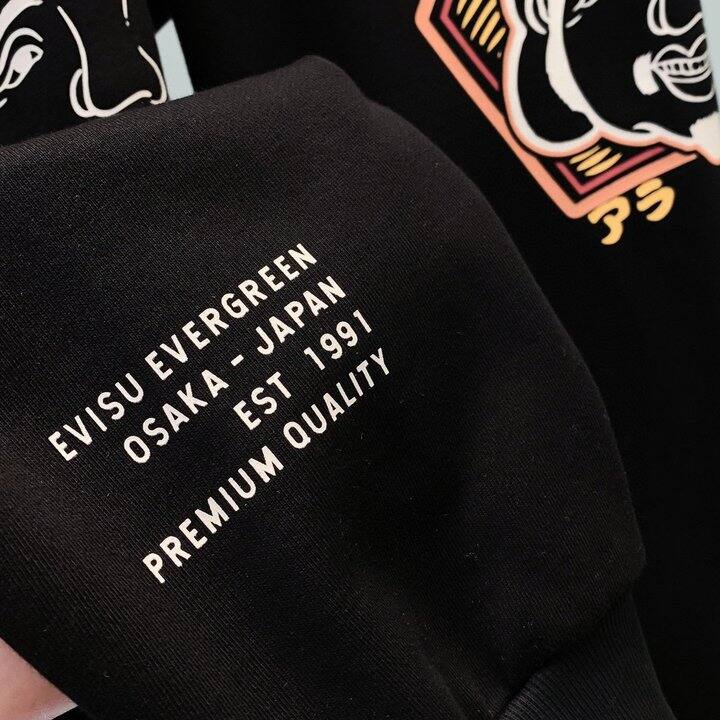 アラ
EVISU EVERGREEN
OSAKA - JAPAN
EST 1991
PREMIUM QUALITY